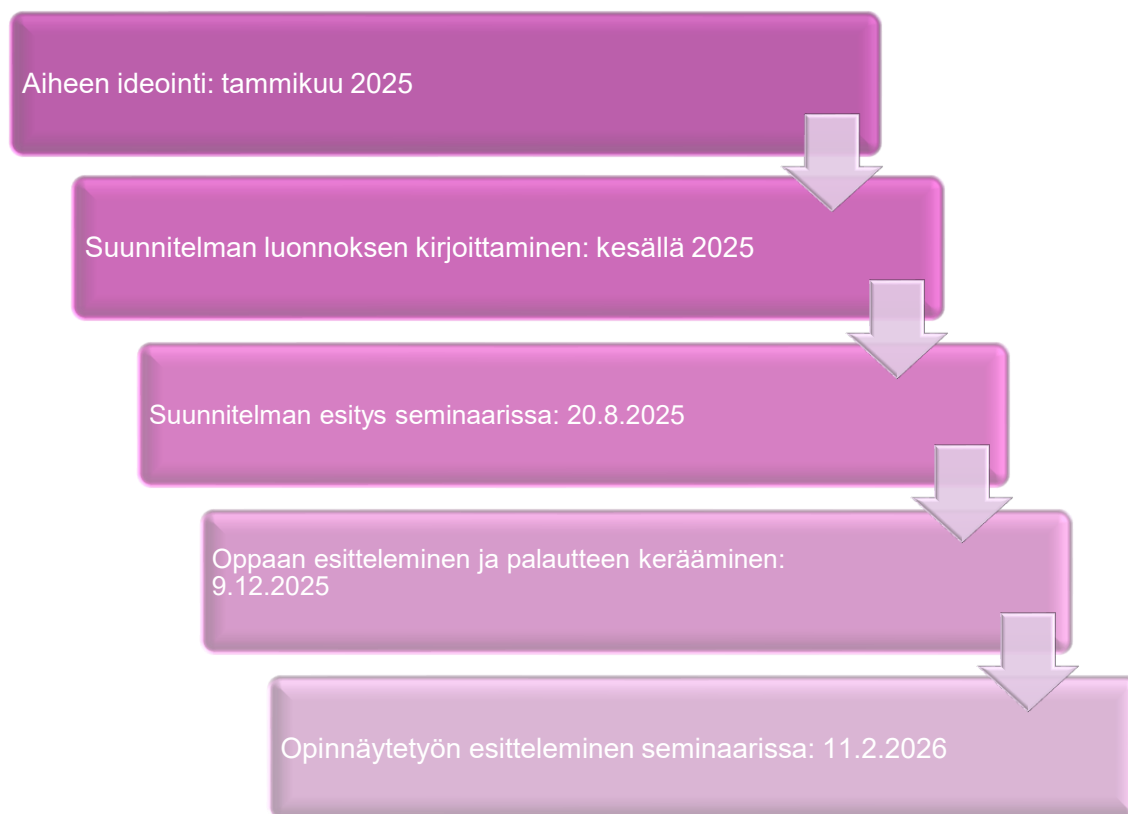 Aiheen ideointi: tammikuu 2025
Suunnitelman luonnoksen kirjoittaminen: kesällä 2025
Suunnitelman esitys seminaarissa: 20.8.2025
Oppaan esitteleminen ja palautteen kerääminen:
9.12.2025
Opinnäytetyön esitteleminen seminaarissa: 11.2.2026